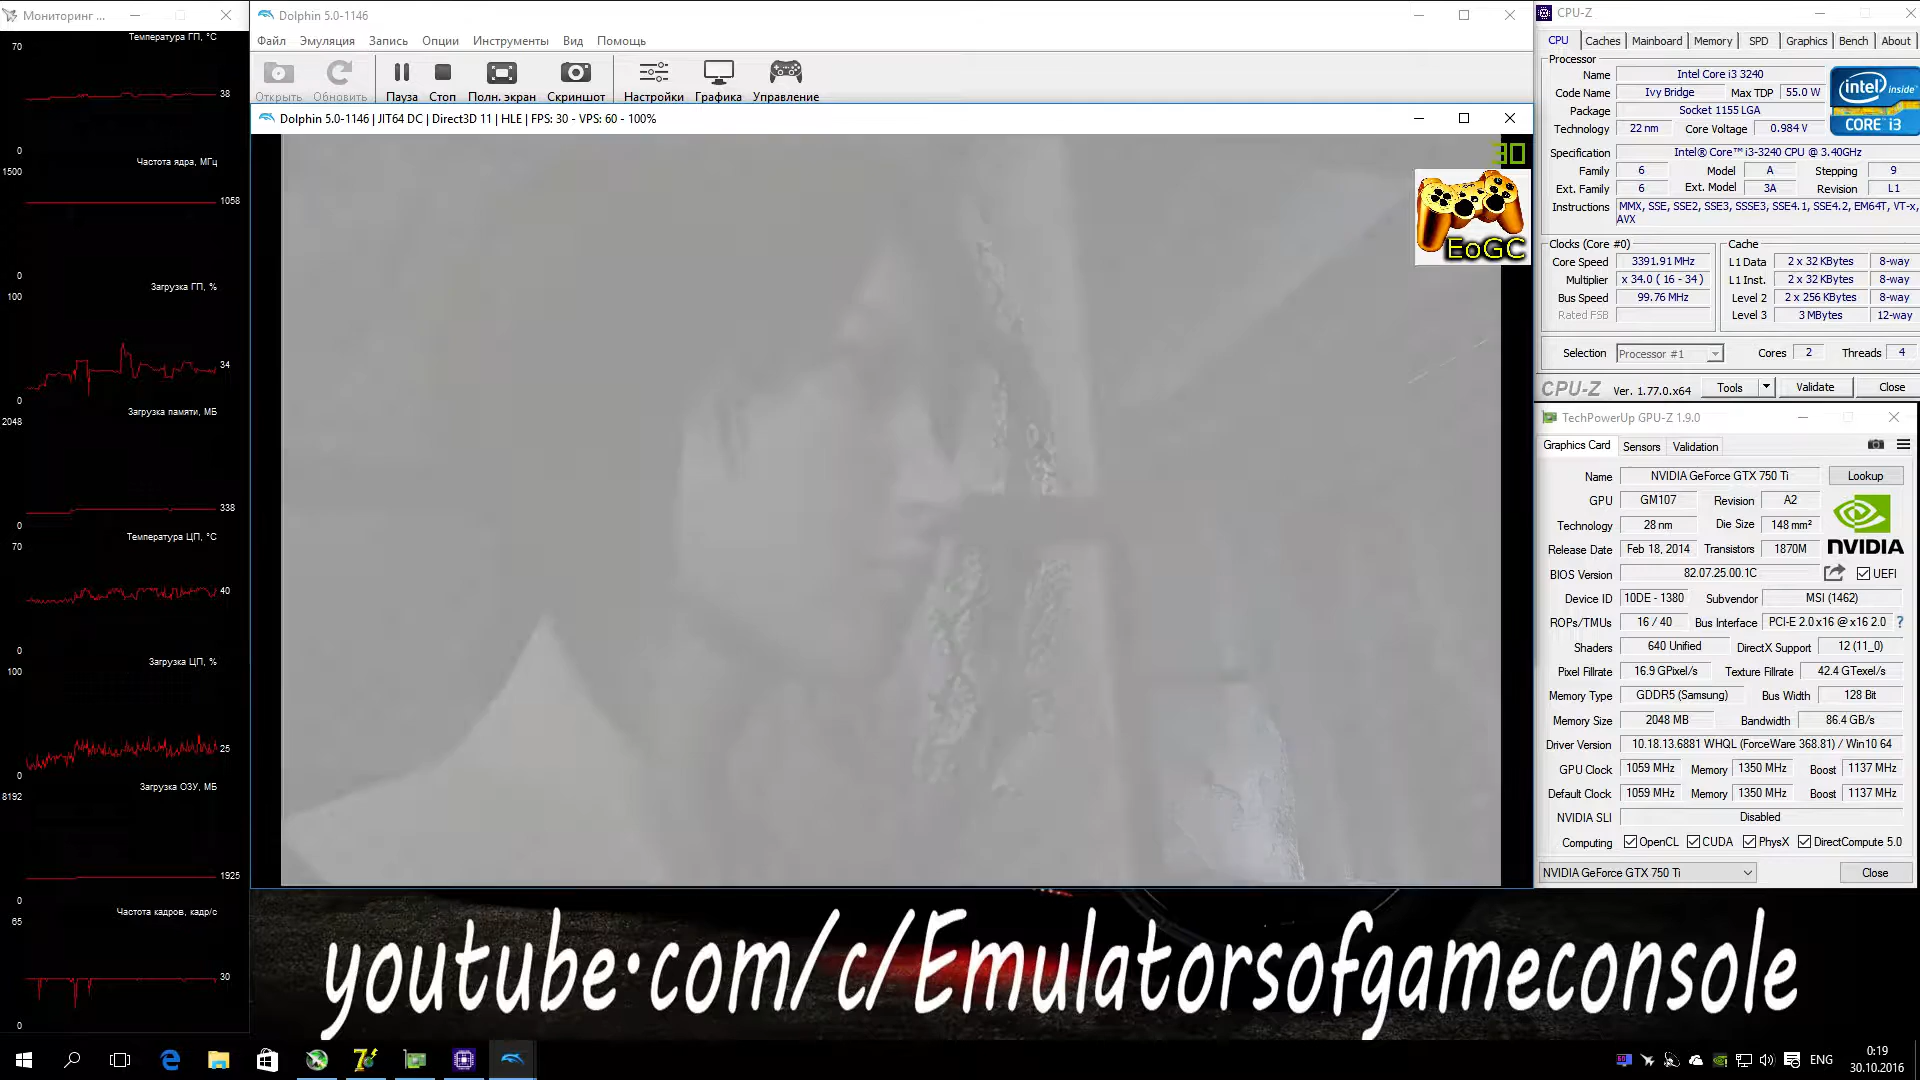 Мониторинг ...
Температура ГП, °C
70
38
0
Частота ядра, МГц
1500
1058
0
Загрузка ГП, %
100
34
0
Загрузка памяти, МБ
2048
338
0
Температура ЦП, °C
70
40
0
Загрузка ЦП, %
100
25
0
Загрузка ОЗУ, МБ
8192
1925
0
Частота кадров, кадр/с
65
30
0
Dolphin 5.0-1146
Файл Эмуляция Запись Опции Инструменты Вид Помощь
Открыть Обновить Пауза Стоп Полн. экран Скриншот Настройки Графика Управление
Dolphin 5.0-1146 | JIT64 DC | Direct3D 11 | HLE | FPS: 30 - VPS: 60 - 100%
30
EoGC
youtube.com/c/Emulatorsofgameconsole
CPU-Z
CPU Caches Mainboard Memory SPD Graphics Bench About
Processor
Name Intel Core i3 3240
Code Name Ivy Bridge Max TDP 55.0 W
Package Socket 1155 LGA
Technology 22 nm Core Voltage 0.984 V
intel inside™
CORE i3
Specification Intel® Core™ i3-3240 CPU @ 3.40GHz
Family 6 Model A Stepping 9
Ext. Family 6 Ext. Model 3A Revision L1
Instructions MMX, SSE, SSE2, SSE3, SSSE3, SSE4.1, SSE4.2, EM64T, VT-x,
AVX
Clocks (Core #0) Cache
Core Speed 3391.91 MHz L1 Data 2 x 32 KBytes 8-way
Multiplier x 34.0 ( 16 - 34 ) L1 Inst. 2 x 32 KBytes 8-way
Bus Speed 99.76 MHz Level 2 2 x 256 KBytes 8-way
Rated FSB Level 3 3 MBytes 12-way
Selection Processor #1 Cores 2 Threads 4
CPU-Z Ver. 1.77.0.x64 Tools Validate Close
TechPowerUp GPU-Z 1.9.0
Graphics Card Sensors Validation
Name NVIDIA GeForce GTX 750 Ti Lookup
GPU GM107 Revision A2
Technology 28 nm Die Size 148 mm²
Release Date Feb 18, 2014 Transistors 1870M
NVIDIA
BIOS Version 82.07.25.00.1C UEFI
Device ID 10DE - 1380 Subvendor MSI (1462)
ROPs/TMUs 16 / 40 Bus Interface PCI-E 2.0 x16 @ x16 2.0 ?
Shaders 640 Unified DirectX Support 12 (11_0)
Pixel Fillrate 16.9 GPixel/s Texture Fillrate 42.4 GTexel/s
Memory Type GDDR5 (Samsung) Bus Width 128 Bit
Memory Size 2048 MB Bandwidth 86.4 GB/s
Driver Version 10.18.13.6881 WHQL (ForceWare 368.81) / Win10 64
GPU Clock 1059 MHz Memory 1350 MHz Boost 1137 MHz
Default Clock 1059 MHz Memory 1350 MHz Boost 1137 MHz
NVIDIA SLI Disabled
Computing OpenCL CUDA PhysX DirectCompute 5.0
NVIDIA GeForce GTX 750 Ti Close
ENG
0:19
30.10.2016